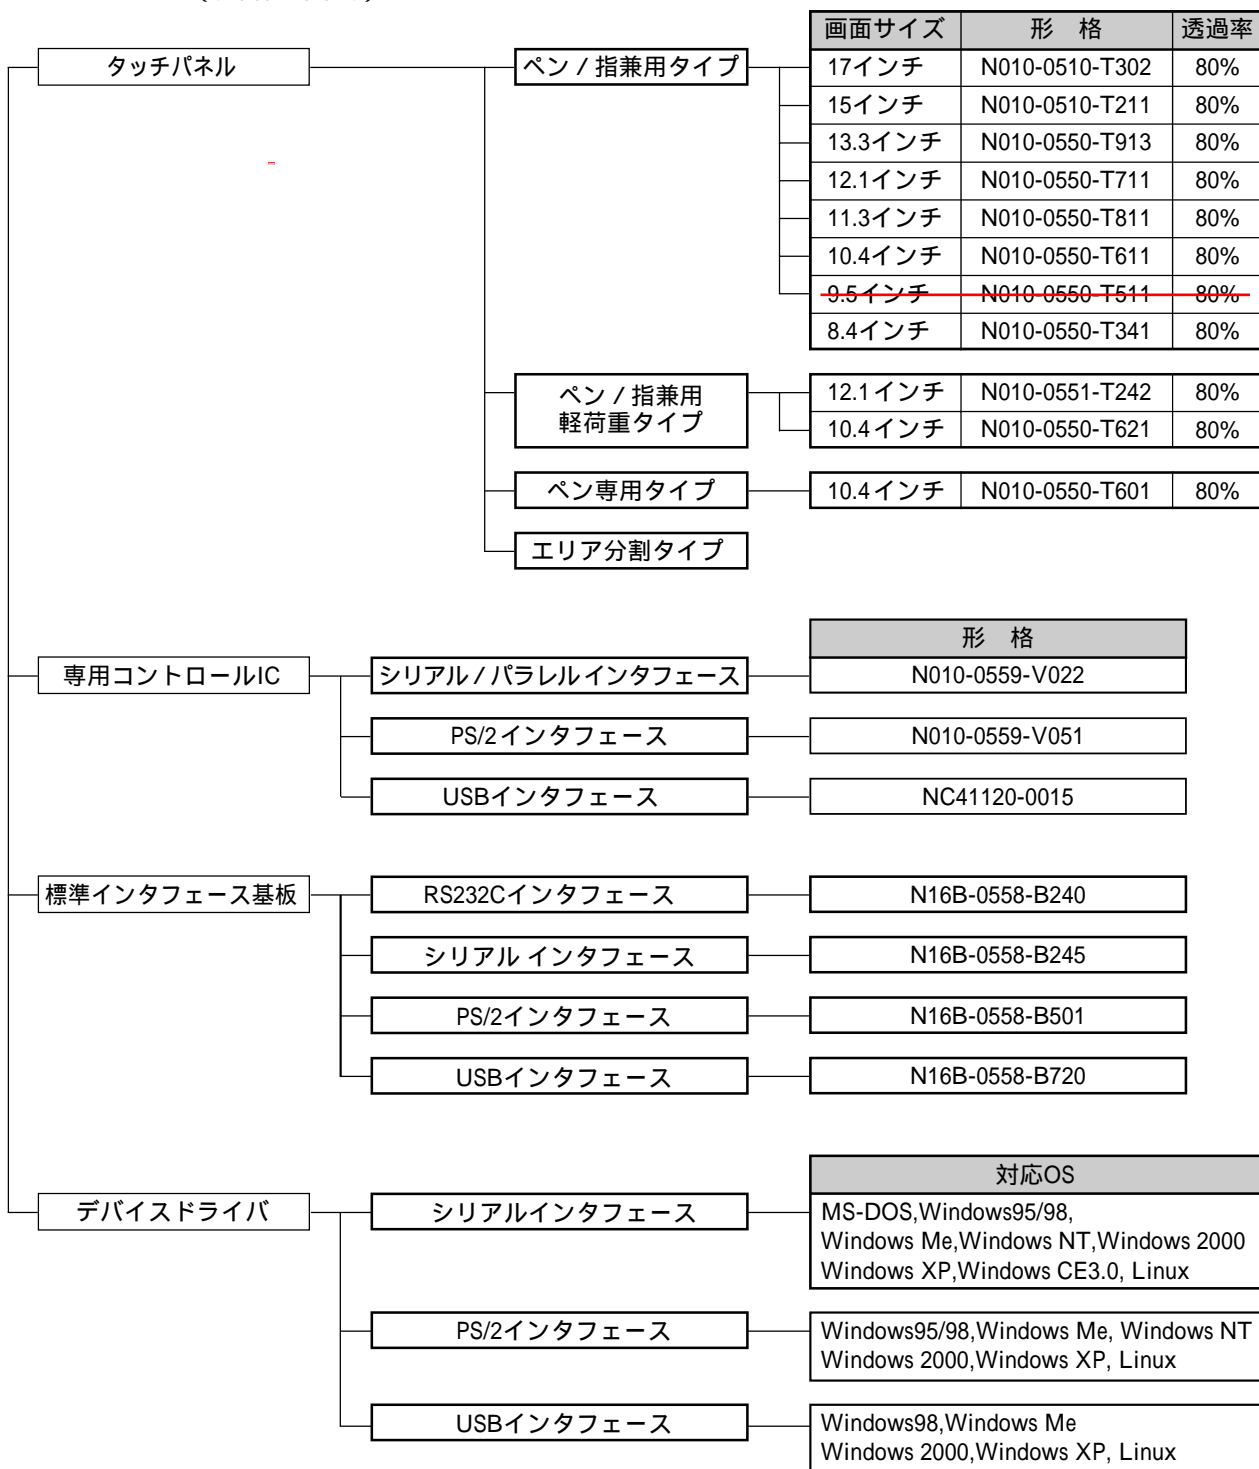 画面サイズ 形 格 透過率
タッチパネル
ペン / 指兼用タイプ
17インチ N010-0510-T302 80%
15インチ N010-0510-T211 80%
13.3インチ N010-0550-T913 80%
12.1インチ N010-0550-T711 80%
11.3インチ N010-0550-T811 80%
10.4インチ N010-0550-T611 80%
9.5インチ N010-0550-T511 80%
8.4インチ N010-0550-T341 80%
ペン / 指兼用
軽荷重タイプ
12.1インチ N010-0551-T242 80%
10.4インチ N010-0550-T621 80%
ペン専用タイプ
10.4インチ N010-0550-T601 80%
エリア分割タイプ
形 格
専用コントロールIC
シリアル / パラレル インタフェース
N010-0559-V022
PS/2インタフェース
N010-0559-V051
USBインタフェース
NC41120-0015
標準インタフェース基板
RS232Cインタフェース
N16B-0558-B240
シリアル インタフェース
N16B-0558-B245
PS/2インタフェース
N16B-0558-B501
USBインタフェース
N16B-0558-B720
対応OS
デバイスドライバ
シリアルインタフェース
MS-DOS,Windows95/98,
Windows Me,Windows NT,Windows 2000
Windows XP,Windows CE3.0, Linux
PS/2インタフェース
Windows95/98,Windows Me, Windows NT
Windows 2000,Windows XP, Linux
USBインタフェース
Windows98,Windows Me
Windows 2000,Windows XP, Linux